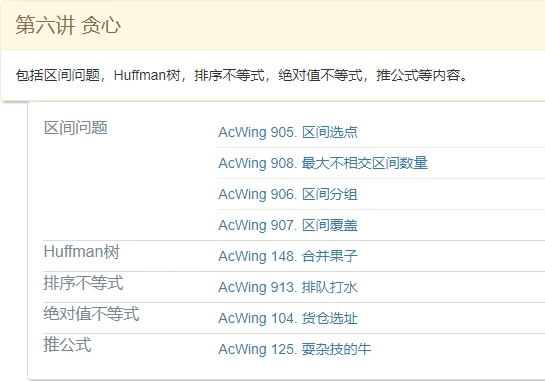 第六讲 贪心
包括区间问题，Huffman树，排序不等式，绝对值不等式，推公式等内容。
区间问题 AcWing 905. 区间选点
AcWing 908. 最大不相交区间数量
AcWing 906. 区间分组
AcWing 907. 区间覆盖
Huffman树 AcWing 148. 合并果子
排序不等式 AcWing 913. 排队打水
绝对值不等式 AcWing 104. 货仓选址
推公式 AcWing 125. 耍杂技的牛